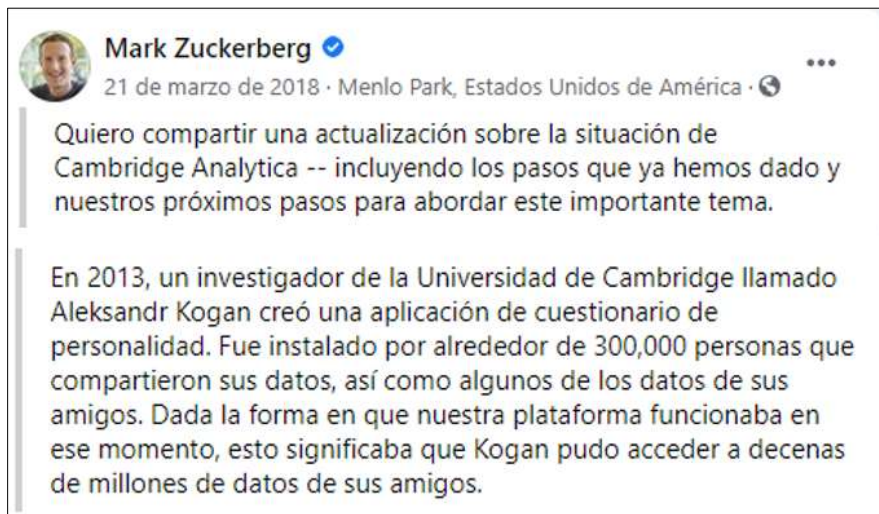 Mark Zuckerberg
21 de marzo de 2018 · Menlo Park, Estados Unidos de América ·
Quiero compartir una actualización sobre la situación de
Cambridge Analytica -- incluyendo los pasos que ya hemos dado y
nuestros próximos pasos para abordar este importante tema.
En 2013, un investigador de la Universidad de Cambridge llamado
Aleksandr Kogan creó una aplicación de cuestionario de
personalidad. Fue instalado por alrededor de 300,000 personas que
compartieron sus datos, así como algunos de los datos de sus
amigos. Dada la forma en que nuestra plataforma funcionaba en
ese momento, esto significaba que Kogan pudo acceder a decenas
de millones de datos de sus amigos.